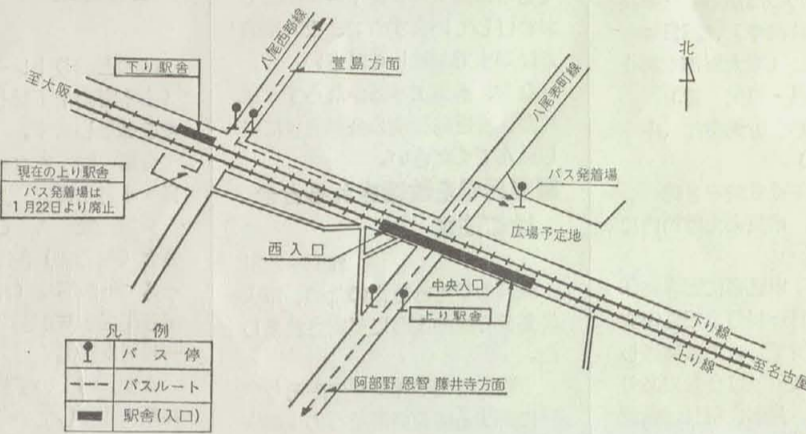 八尾西郡線
下り駅舎
萱島方面
至大阪
八尾表町線
北
現在の上り駅舎
バス発着場は
1月22日より廃止
バス発着場
広場予定地
西入口
中央入口
上り駅舎
下り線
上り線
至名古屋
阿部野 恩智 藤井寺方面
凡例
バス停
バスルート
駅舎(入口)